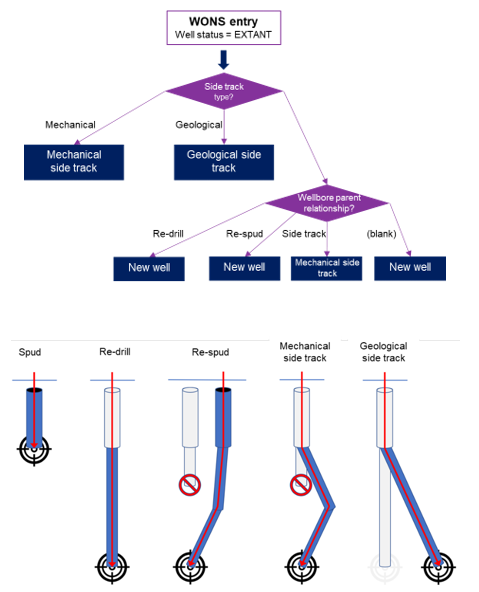 WONS entry
Well status = EXTANT
Side track
type?
Mechanical
Geological
Mechanical
side track
Geological side
track
Wellbore parent
relationship?
Re-drill
Re-spud
Side track
(blank)
New well
New well
Mechanical side
track
New well
Spud
Re-drill
Re-spud
Mechanical
side track
Geological
side track